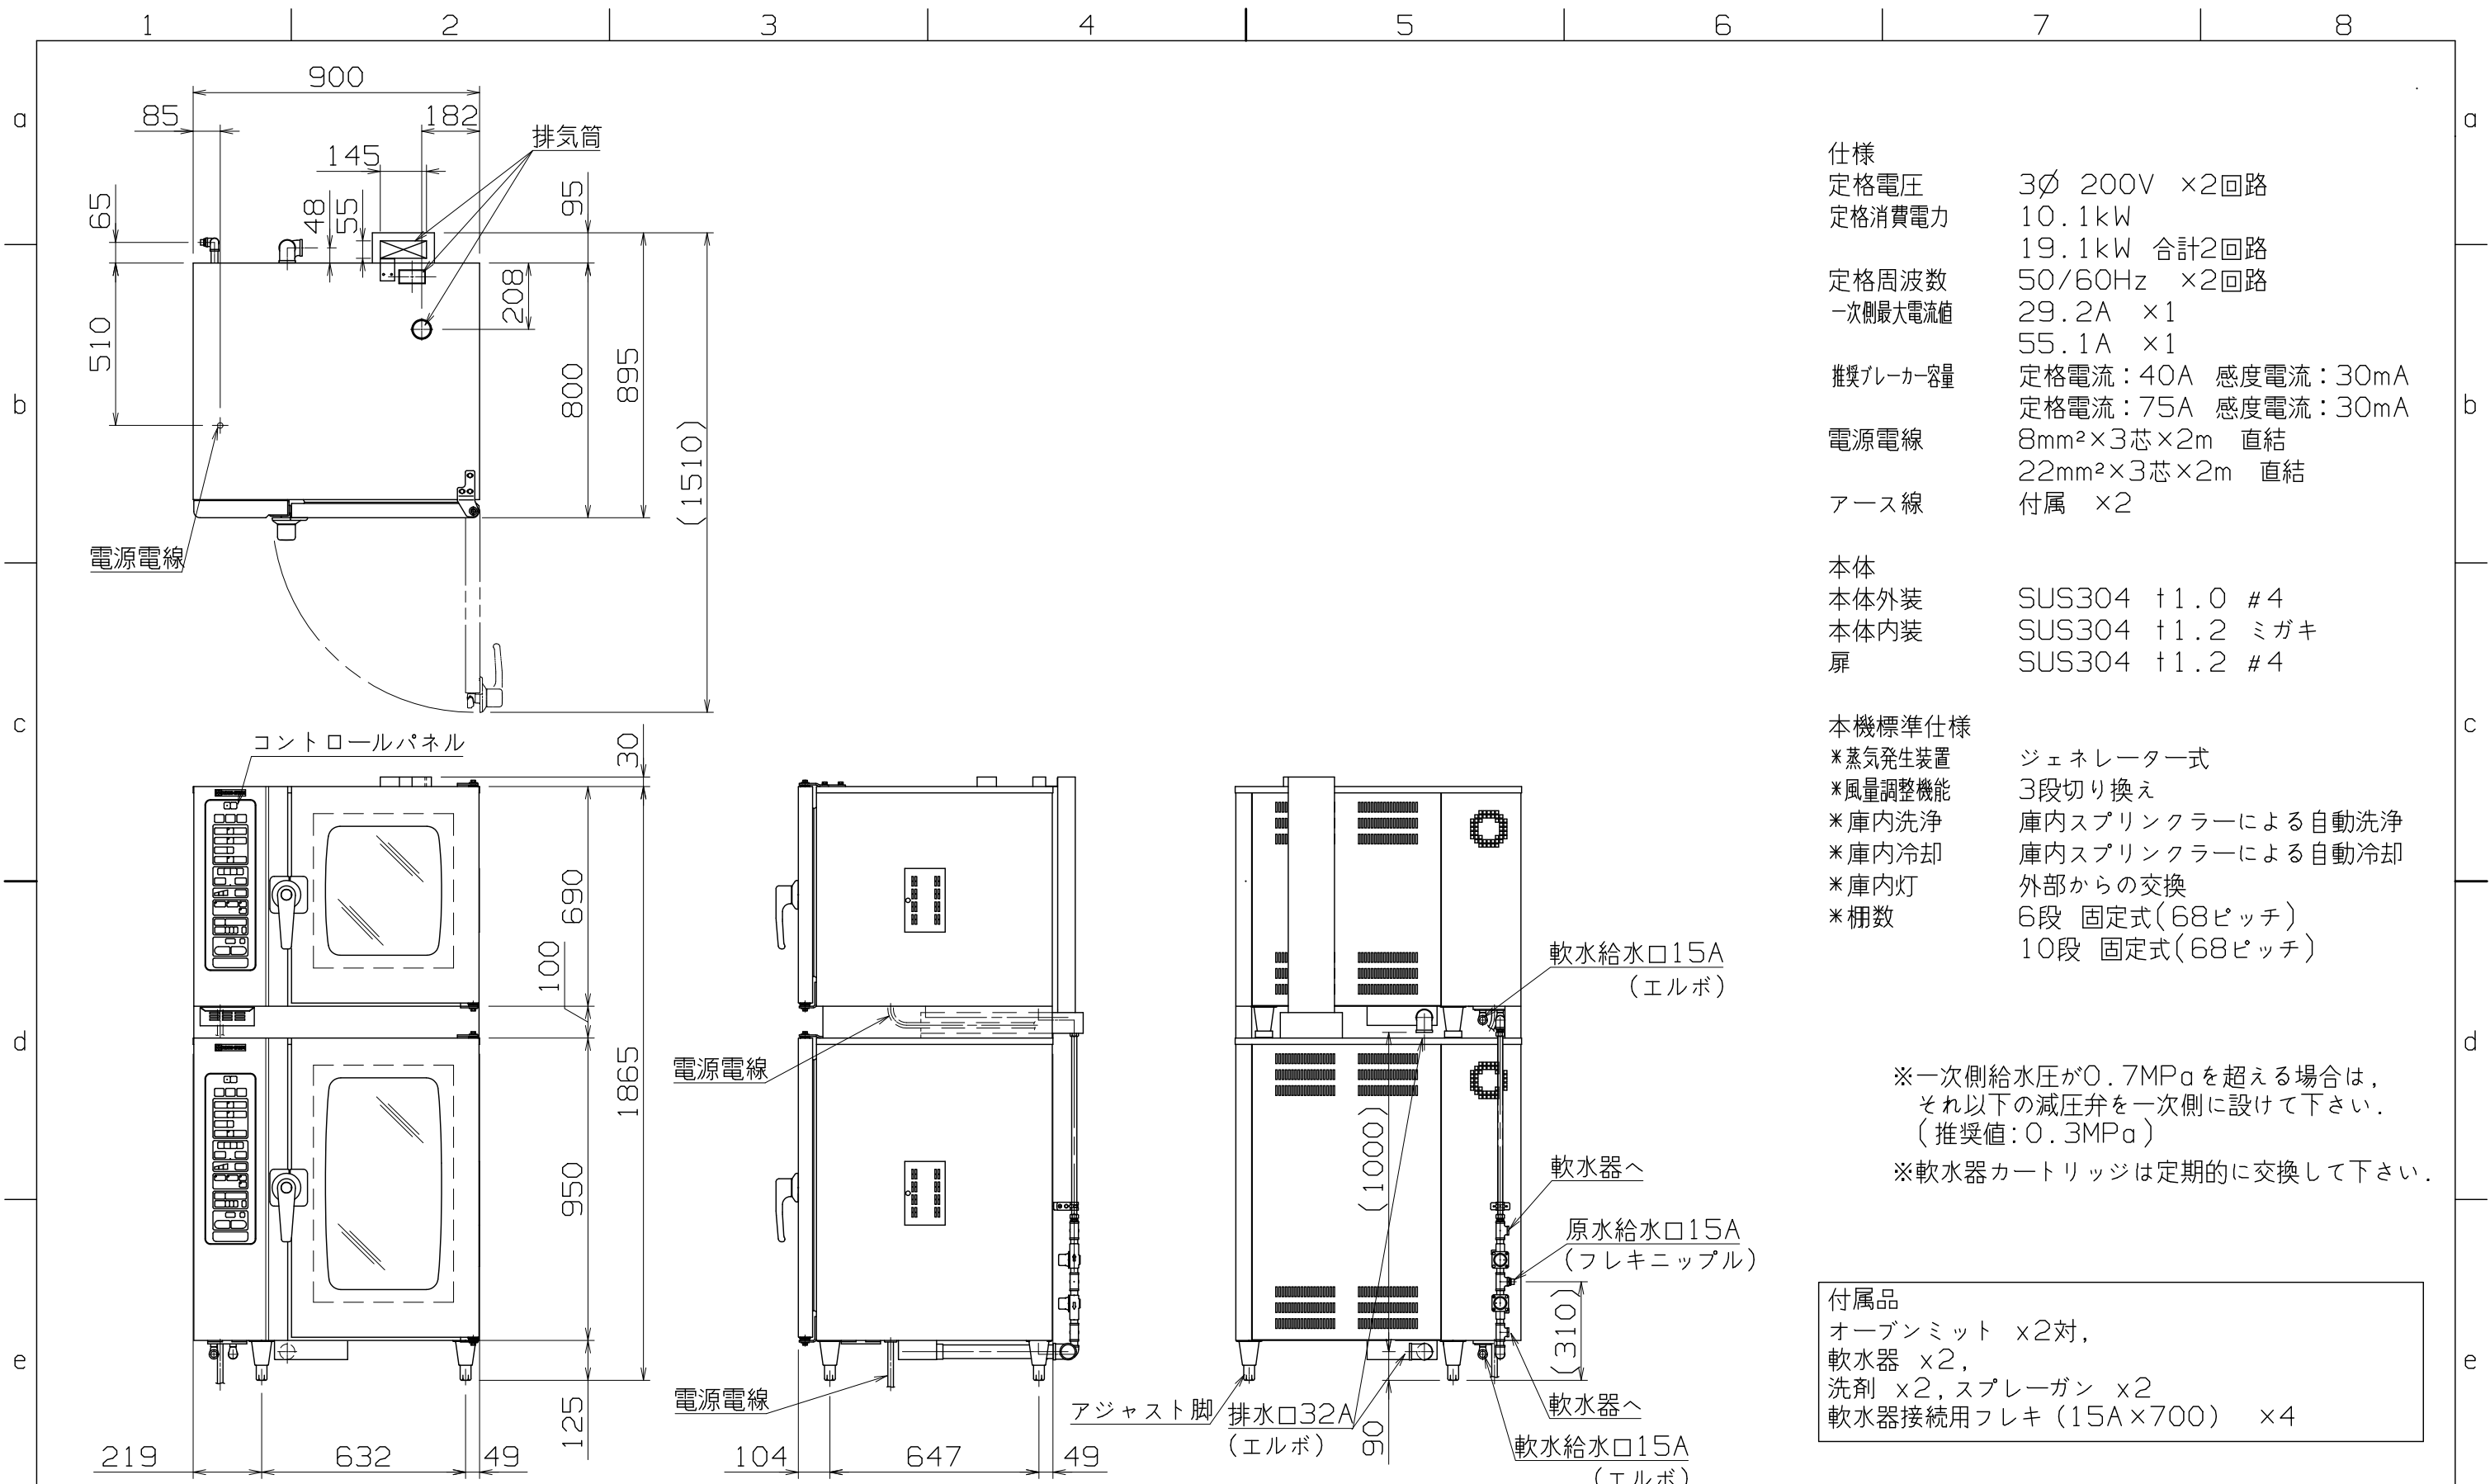 1 2 3 4 5 6 7 8
a a
b b
c c
d d
e e
900
85
182
145
排気筒
65
48
55
95
510
208
800
895
(1510)
電源電線
コントロールパネル
30
690
100
1865
950
125
219
632
49
電源電線
電源電線
104
647
49
軟水給水口15A
(エルボ)
(1000)
軟水器へ
原水給水口15A
(フレキニップル)
(310)
アジャスト脚
排水口32A
(エルボ)
90
軟水器へ
軟水給水口15A
(エルボ)
仕様
定格電圧 3∅ 200V ×2回路
定格消費電力 10.1kW
19.1kW 合計2回路
定格周波数 50/60Hz ×2回路
一次側最大電流値 29.2A ×1
55.1A ×1
推奨ブレーカー容量 定格電流:40A 感度電流:30mA
定格電流:75A 感度電流:30mA
電源電線 8mm²×3芯×2m 直結
22mm²×3芯×2m 直結
アース線 付属 ×2
本体
本体外装 SUS304 t1.0 #4
本体内装 SUS304 t1.2 ミガキ
扉 SUS304 t1.2 #4
本機標準仕様
*蒸気発生装置 ジェネレーター式
*風量調整機能 3段切り換え
*庫内洗浄 庫内スプリンクラーによる自動洗浄
*庫内冷却 庫内スプリンクラーによる自動冷却
*庫内灯 外部からの交換
*棚数 6段 固定式(68ピッチ)
10段 固定式(68ピッチ)
※一次側給水圧が0.7MPaを超える場合は,
それ以下の減圧弁を一次側に設けて下さい.
(推奨値:0.3MPa)
※軟水器カートリッジは定期的に交換して下さい.
付属品
オーブンミット x2対,
軟水器 x2,
洗剤 x2,スプレーガン x2
軟水器接続用フレキ(15A×700) ×4